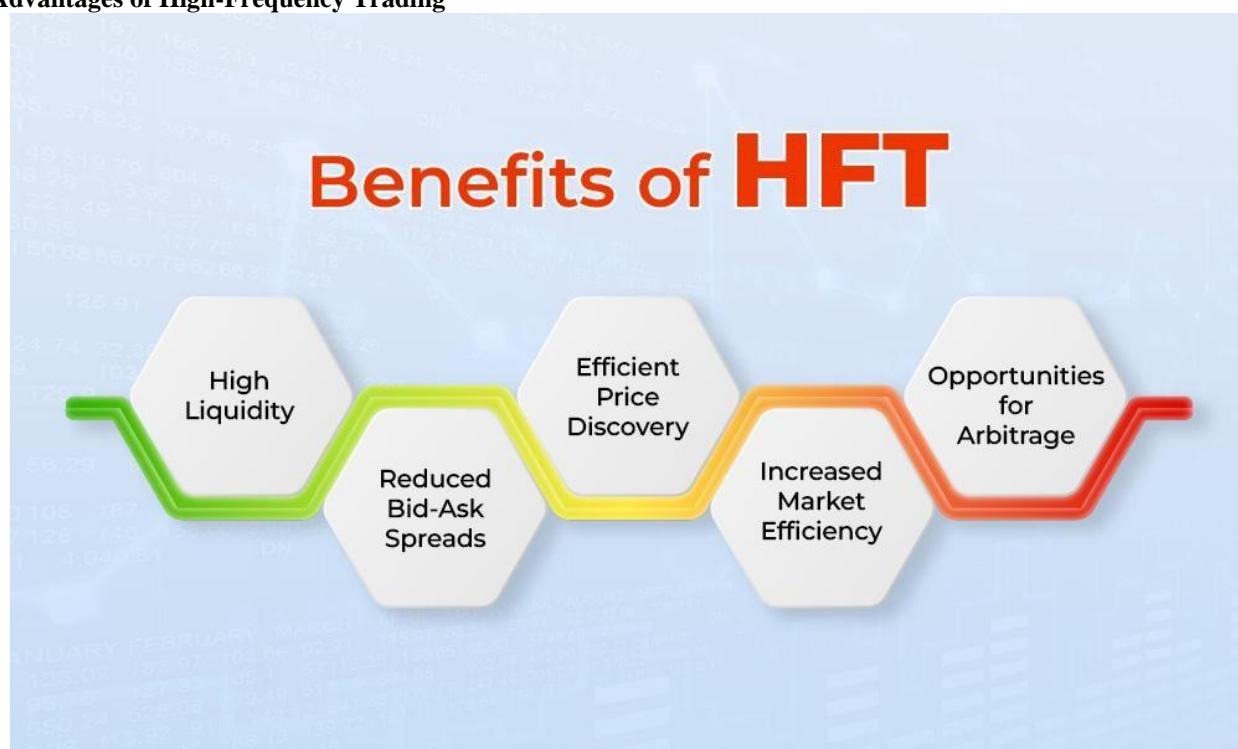 Advantages of High-Frequency Trading
Benefits of HFT
High
Liquidity
Reduced
Bid-Ask
Spreads
Efficient
Price
Discovery
Increased
Market
Efficiency
Opportunities
for
Arbitrage